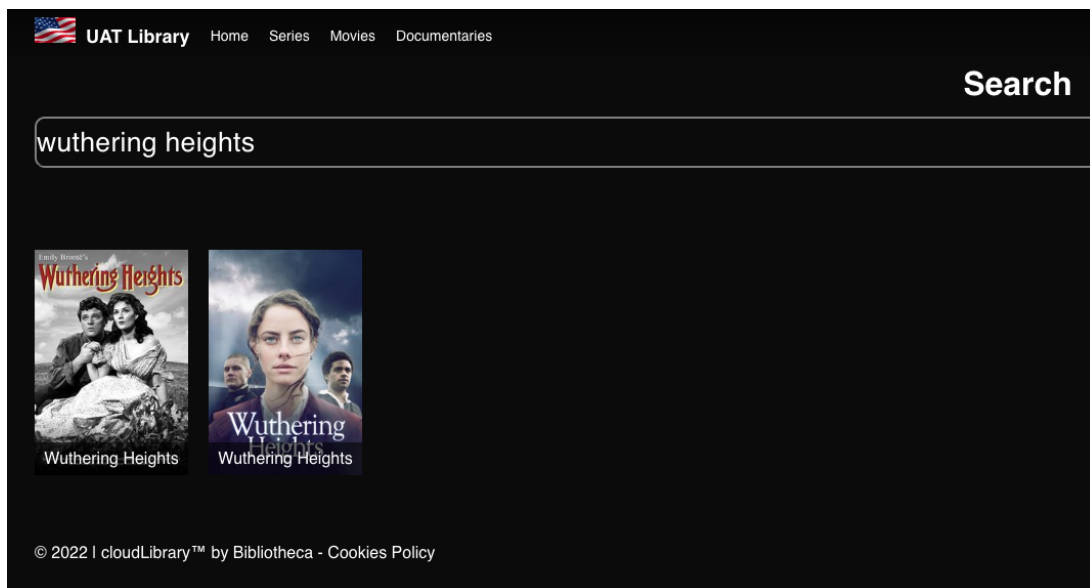 UAT Library Home Series Movies Documentaries
Search
wuthering heights
Emily Brontë's
Wuthering Heights
Wuthering Heights
Wuthering
Heights
Wuthering Heights
© 2022 | cloudLibrary™ by Bibliotheca - Cookies Policy